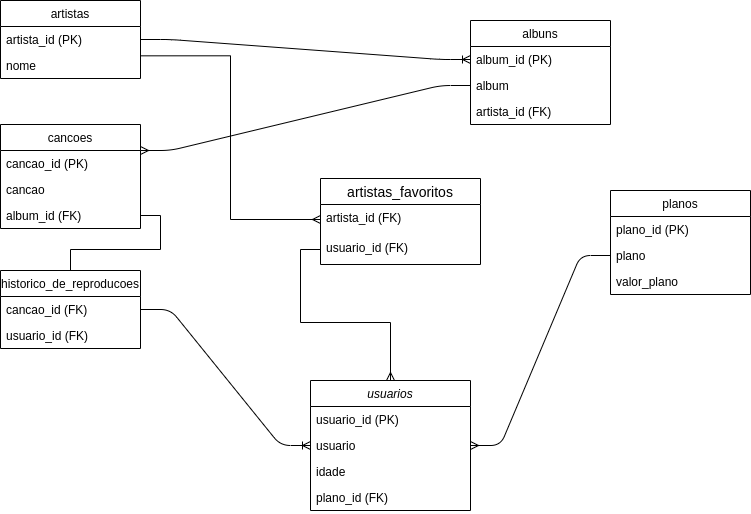 artistas
artista_id (PK)
nome
albuns
album_id (PK)
album
artista_id (FK)
cancoes
cancao_id (PK)
cancao
album_id (FK)
artistas_favoritos
artista_id (FK)
usuario_id (FK)
planos
plano_id (PK)
plano
valor_plano
historico_de_reproducoes
cancao_id (FK)
usuario_id (FK)
usuarios
usuario_id (PK)
usuario
idade
plano_id (FK)